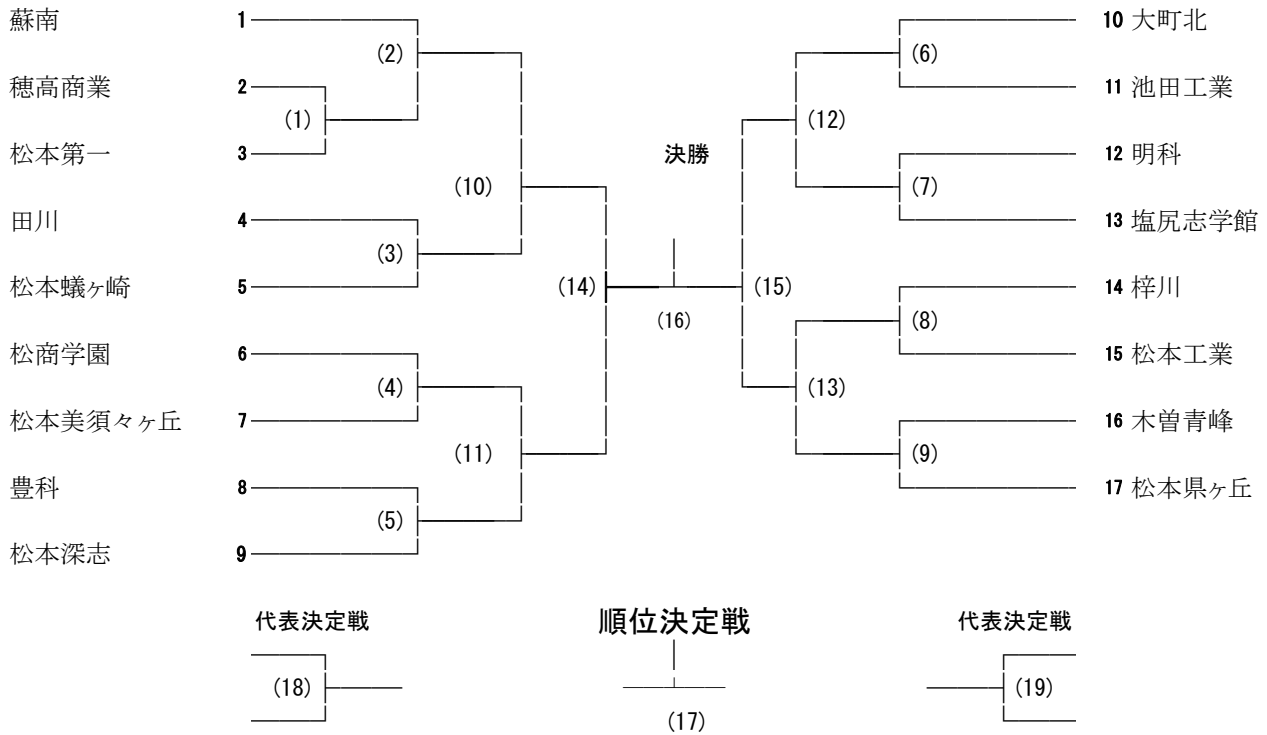 蘇南 1
(2)
穂高商業 2
(1)
松本第一 3
(10)
田川 4
(3)
松本蟻ヶ崎 5
(14)
松商学園 6
(4)
松本美須々ヶ丘 7
(11)
豊科 8
(5)
松本深志 9
決勝
(16)
10 大町北
(6)
11 池田工業
(12)
12 明科
(7)
13 塩尻志学館
(15)
14 梓川
(8)
15 松本工業
(13)
16 木曽青峰
(9)
17 松本県ヶ丘
代表決定戦
(18)
順位決定戦
(17)
代表決定戦
(19)